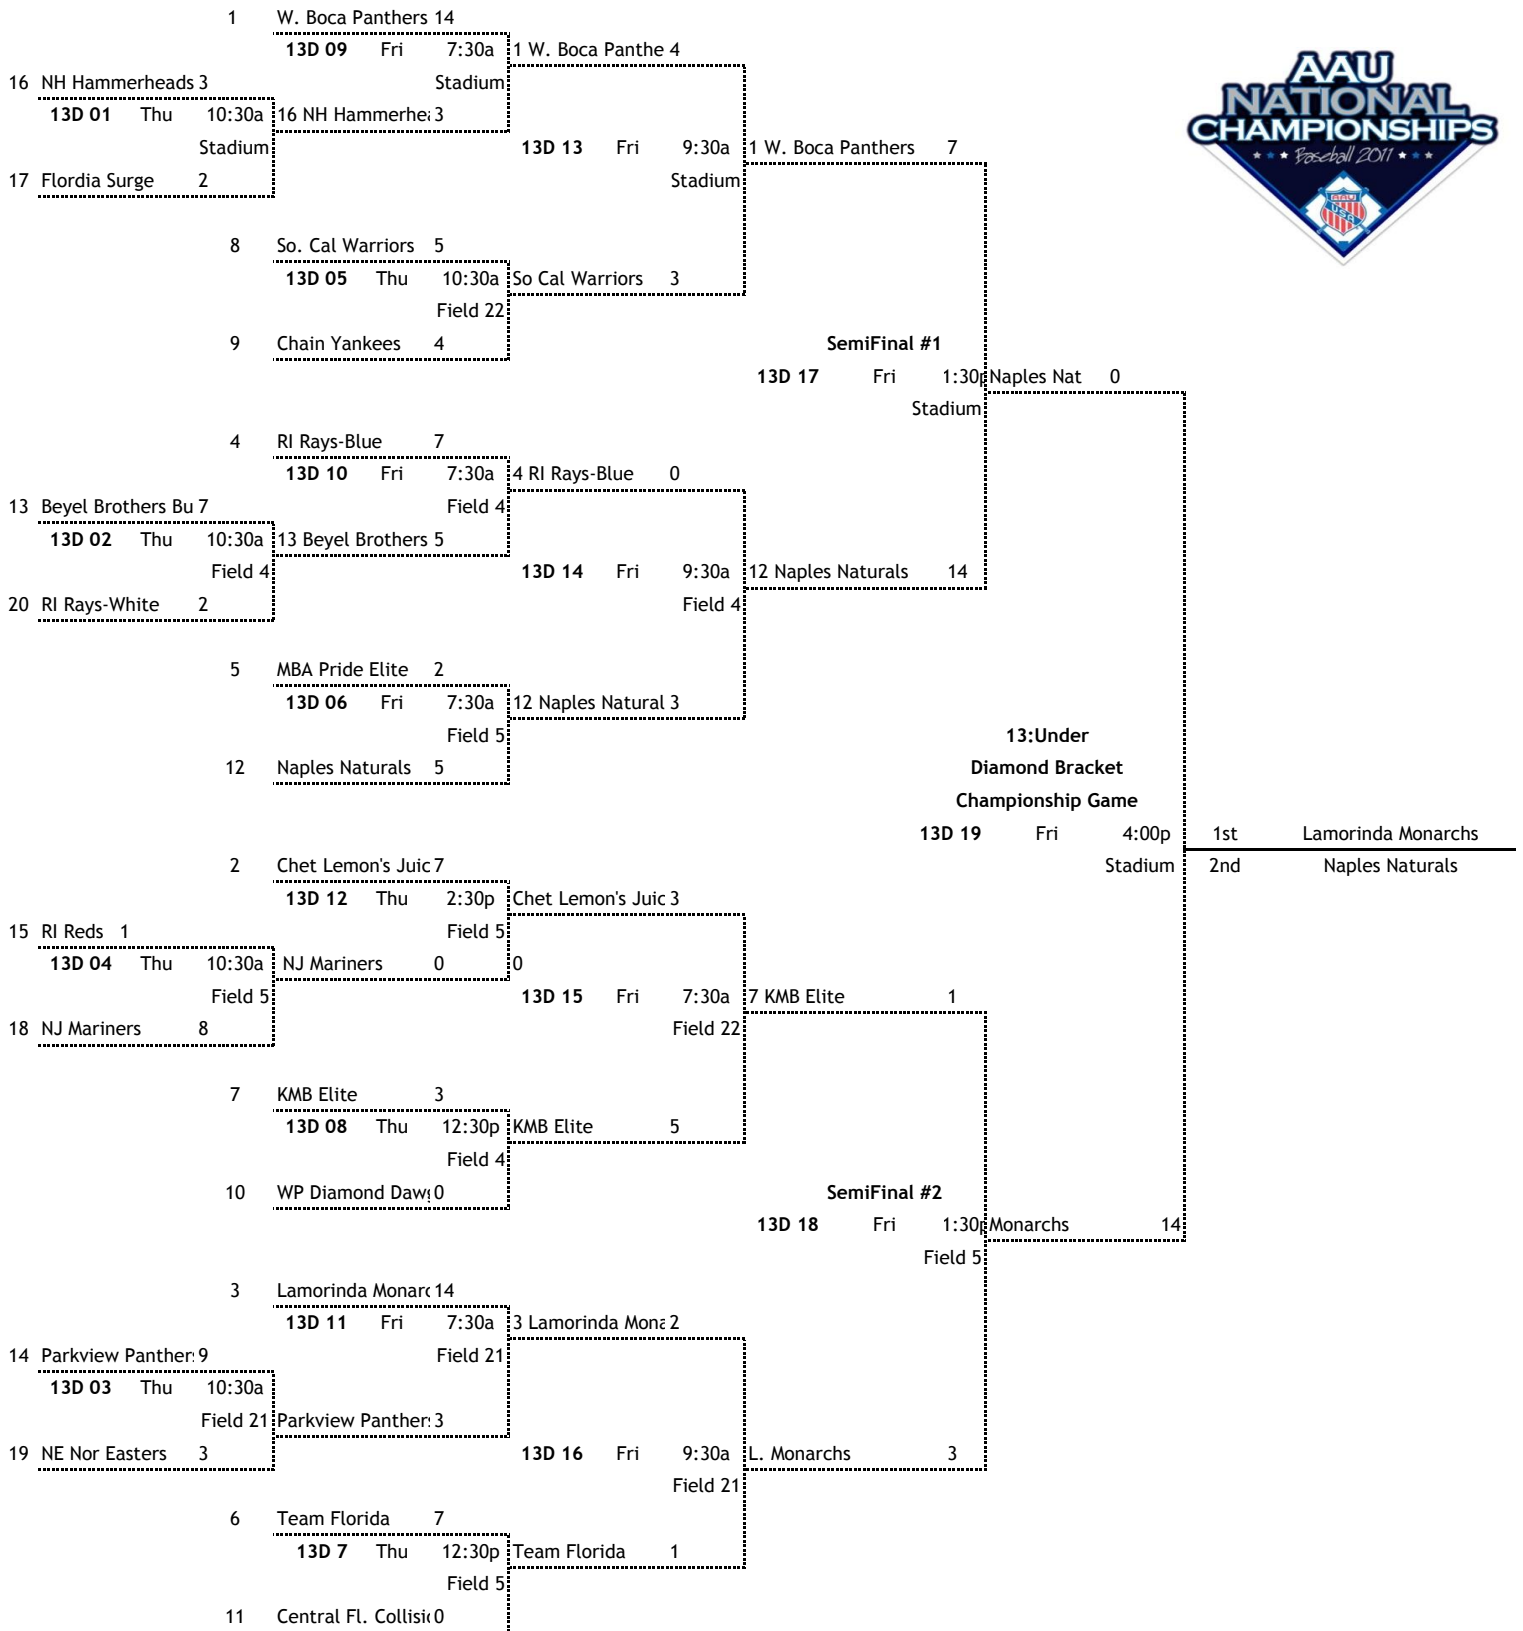 1 W. Boca Panthers 14
13D 09 Fri 7:30a 1 W. Boca Panthe 4
16 NH Hammerheads 3 Stadium
13D 01 Thu 10:30a 16 NH Hammerhea 3
Stadium 13D 13 Fri 9:30a 1 W. Boca Panthers 7
17 Flordia Surge 2 Stadium
AAU
NATIONAL
CHAMPIONSHIPS
Baseball 2011
AAU
USA
8 So. Cal Warriors 5
13D 05 Thu 10:30a So Cal Warriors 3
Field 22
9 Chain Yankees 4 SemiFinal #1
13D 17 Fri 1:30p Naples Nat 0
Stadium
4 RI Rays-Blue 7
13D 10 Fri 7:30a 4 RI Rays-Blue 0
13 Beyel Brothers Bu 7 Field 4
13D 02 Thu 10:30a 13 Beyel Brothers 5
Field 4 13D 14 Fri 9:30a 12 Naples Naturals 14
20 RI Rays-White 2 Field 4
5 MBA Pride Elite 2
13D 06 Fri 7:30a 12 Naples Natural 3
Field 5 13:Under
12 Naples Naturals 5 Diamond Bracket
Championship Game
13D 19 Fri 4:00p 1st Lamorinda Monarchs
2 Chet Lemon's Juic 7 Stadium 2nd Naples Naturals
13D 12 Thu 2:30p Chet Lemon's Juic 3
15 RI Reds 1 Field 5
13D 04 Thu 10:30a NJ Mariners 0 0
Field 5 13D 15 Fri 7:30a 7 KMB Elite 1
18 NJ Mariners 8 Field 22
7 KMB Elite 3
13D 08 Thu 12:30p KMB Elite 5
Field 4
10 WP Diamond Dawg 0 SemiFinal #2
13D 18 Fri 1:30p Monarchs 14
Field 5
3 Lamorinda Monarc 14
13D 11 Fri 7:30a 3 Lamorinda Mona 2
14 Parkview Panthers 9 Field 21
13D 03 Thu 10:30a
Field 21 Parkview Panthers 3
19 NE Nor Easters 3 13D 16 Fri 9:30a L. Monarchs 3
Field 21
6 Team Florida 7
13D 7 Thu 12:30p Team Florida 1
Field 5
11 Central Fl. Collisic 0